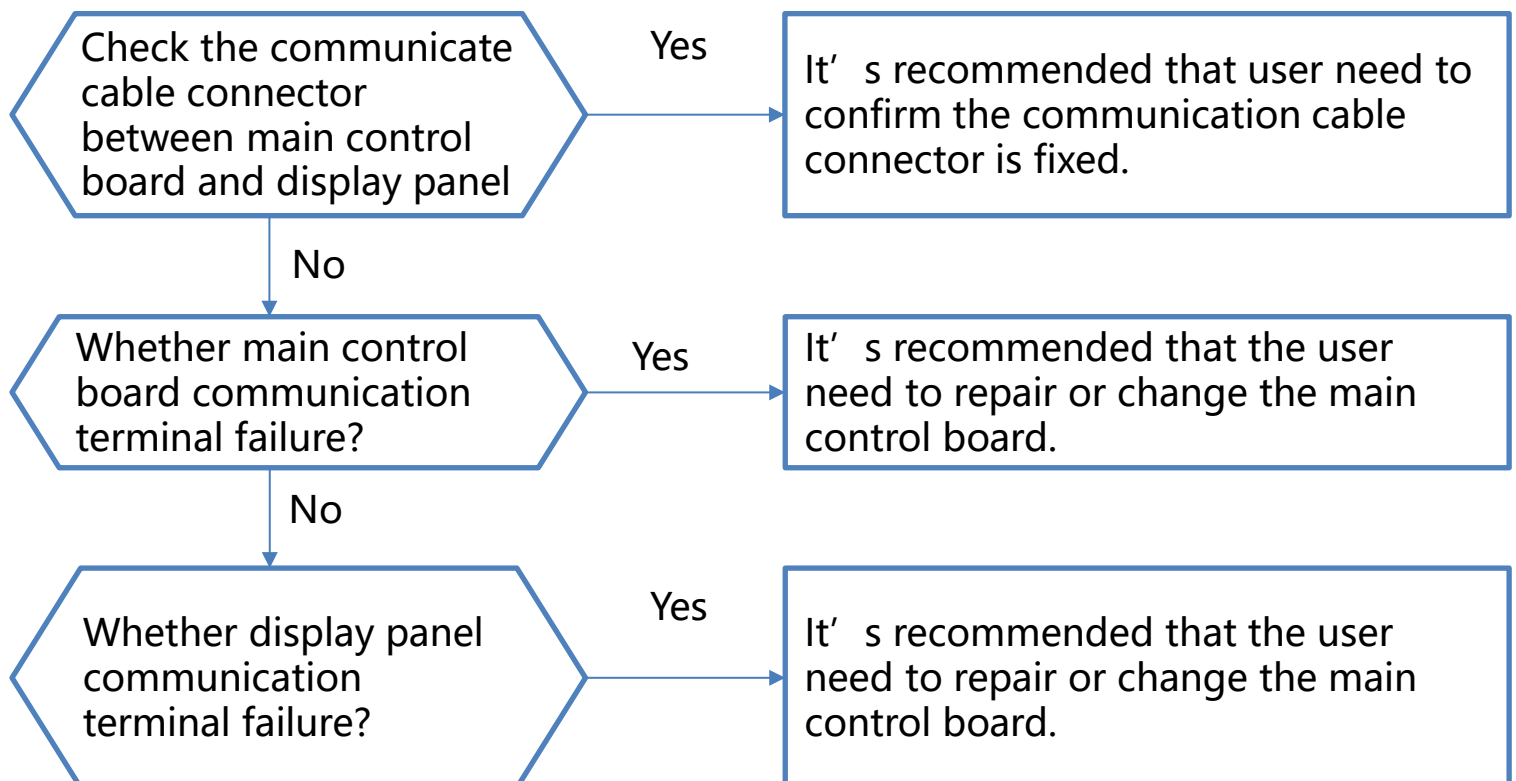 Check the communicate
cable connector
between main control
board and display panel
Yes
It’ s recommended that user need to
confirm the communication cable
connector is fixed.
No
Whether main control
board communication
terminal failure?
Yes
It’ s recommended that the user
need to repair or change the main
control board.
No
Whether display panel
communication
terminal failure?
Yes
It’ s recommended that the user
need to repair or change the main
control board.